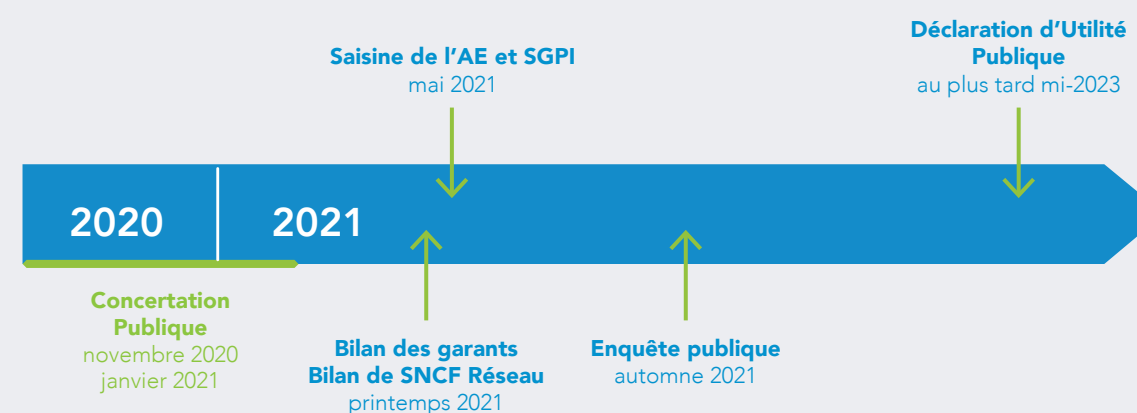 Déclaration d’Utilité
Publique
au plus tard mi-2023
Saisine de l’AE et SGPI
mai 2021
2020
2021
Concertation
Publique
novembre 2020
janvier 2021
Bilan des garants
Bilan de SNCF Réseau
printemps 2021
Enquête publique
automne 2021